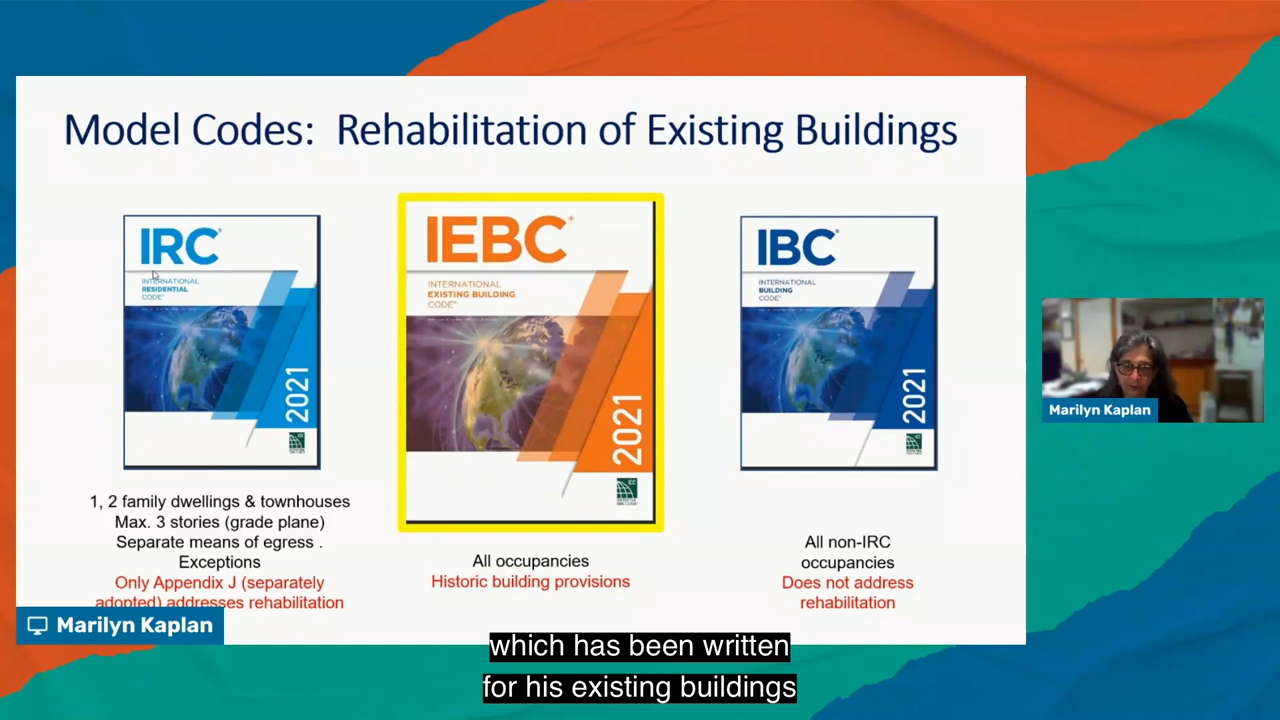 Model Codes: Rehabilitation of Existing Buildings
IRC®
INTERNATIONAL
RESIDENTIAL
CODE®
2021
1, 2 family dwellings & townhouses
Max. 3 stories (grade plane)
Separate means of egress .
Exceptions
Only Appendix J (separately
adopted) addresses rehabilitation
IEBC®
INTERNATIONAL
EXISTING BUILDING
CODE®
2021
ICC
All occupancies
Historic building provisions
IBC®
INTERNATIONAL
BUILDING
CODE®
2021
All non-IRC
occupancies
Does not address
rehabilitation
Marilyn Kaplan
Marilyn Kaplan
which has been written
for his existing buildings